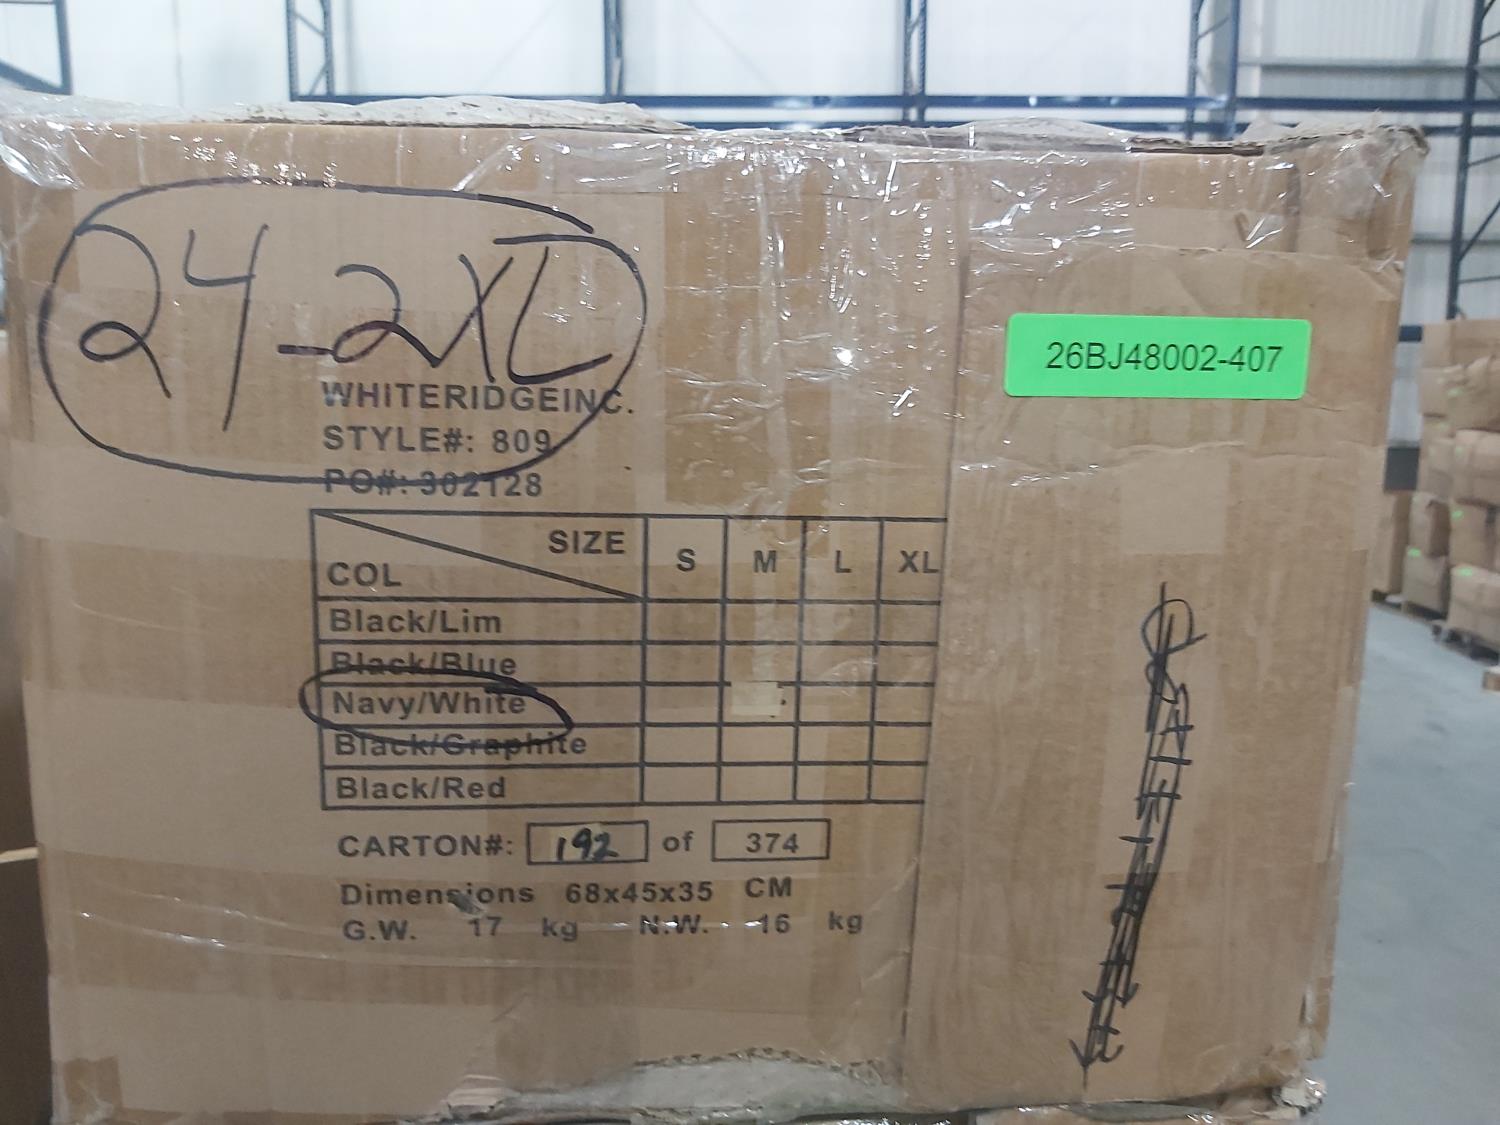 24-2XL
26BJ48002-407
WHITERIDGEINC.
STYLE#: 809
PO#: 302128
SIZE
COL
S M L XL
Black/Lim
Black/Blue
Navy/White
Black/Graphite
Black/Red
CARTON#: 192 of 374
Dimensions 68x45x35 CM
G.W. 17 kg N.W. 16 kg